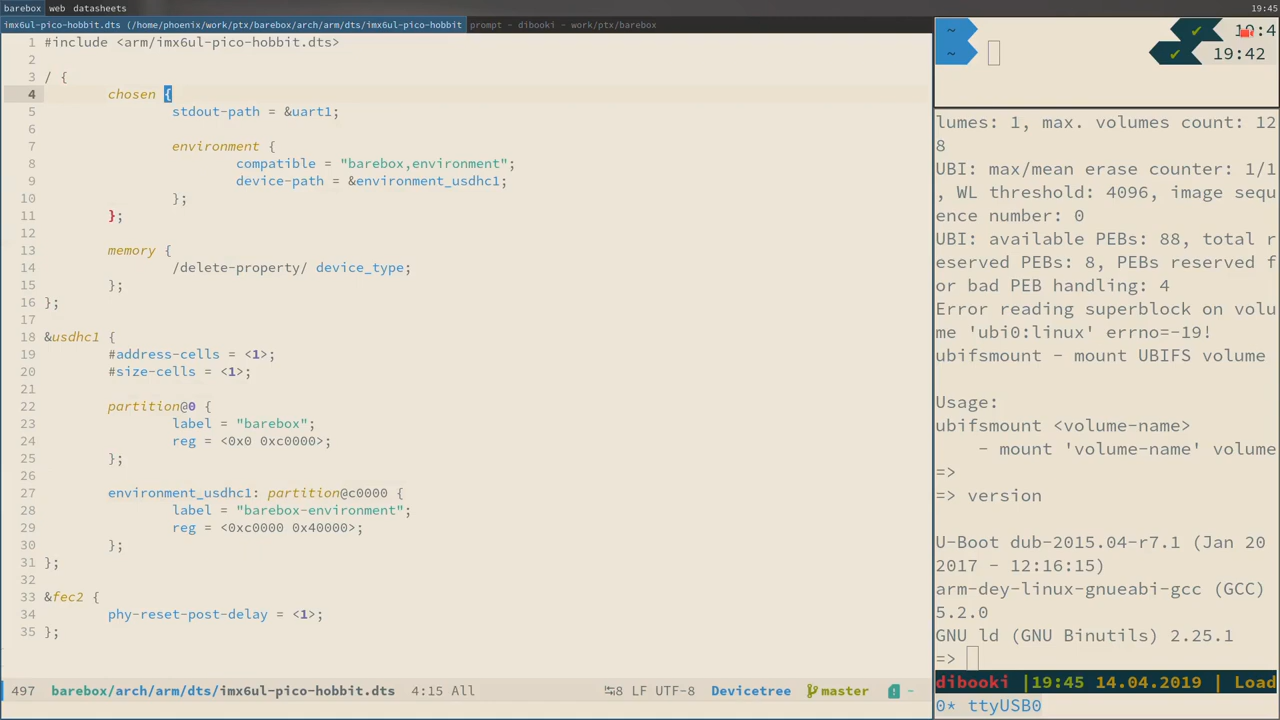 barebox web datasheets 19:45
imx6ul-pico-hobbit.dts (/home/phoenix/work/ptx/barebox/arch/arm/dts/imx6ul-pico-hobbit prompt - dibooki - work/ptx/barebox
1 #include <arm/imx6ul-pico-hobbit.dts>
2
3 / {
4 chosen {
5 stdout-path = &uart1;
6
7 environment {
8 compatible = "barebox,environment";
9 device-path = &environment_usdhc1;
10 };
11 };
12
13 memory {
14 /delete-property/ device_type;
15 };
16 };
17
18 &usdhc1 {
19 #address-cells = <1>;
20 #size-cells = <1>;
21
22 partition@0 {
23 label = "barebox";
24 reg = <0x0 0xc0000>;
25 };
26
27 environment_usdhc1: partition@c0000 {
28 label = "barebox-environment";
29 reg = <0xc0000 0x40000>;
30 };
31 };
32
33 &fec2 {
34 phy-reset-post-delay = <1>;
35 };
497 barebox/arch/arm/dts/imx6ul-pico-hobbit.dts 4:15 All 8 LF UTF-8 Devicetree master -
~ ✔
~ ✔ 19:42
lumes: 1, max. volumes count: 12
8
UBI: max/mean erase counter: 1/1
, WL threshold: 4096, image sequ
ence number: 0
UBI: available PEBs: 88, total r
eserved PEBs: 8, PEBs reserved f
or bad PEB handling: 4
Error reading superblock on volu
me 'ubi0:linux' errno=-19!
ubifsmount - mount UBIFS volume
Usage:
ubifsmount <volume-name>
- mount 'volume-name' volume
=>
=> version
U-Boot dub-2015.04-r7.1 (Jan 20
2017 - 12:16:15)
arm-dey-linux-gnueabi-gcc (GCC)
5.2.0
GNU ld (GNU Binutils) 2.25.1
=>
dibooki |19:45 14.04.2019 | Load
0* ttyUSB0